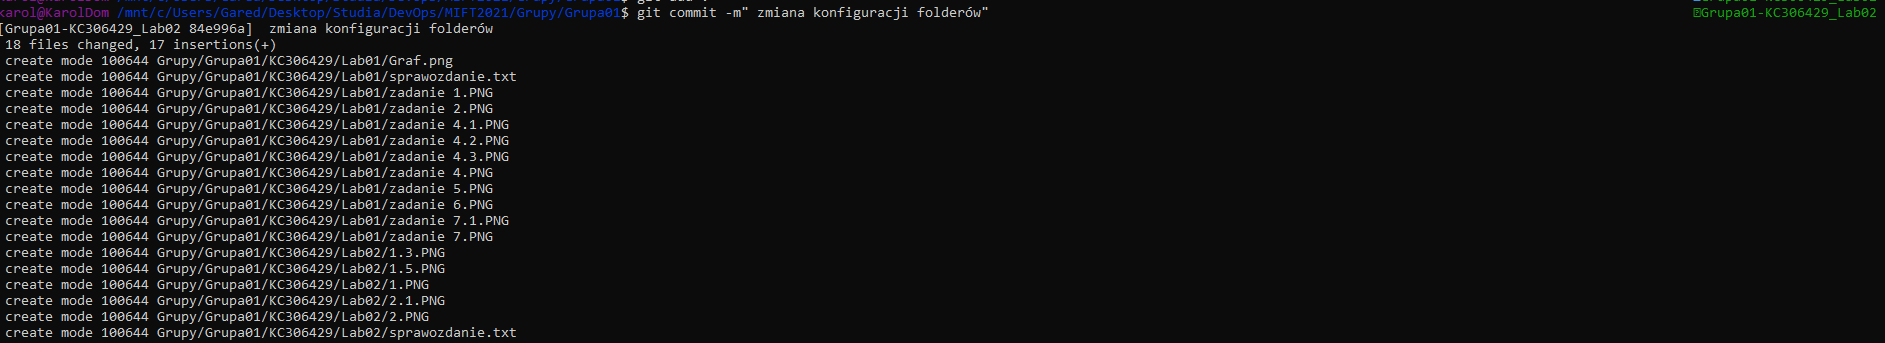 karol@KarolDom /mnt/c/Users/Gared/Desktop/Studia/DevOps/MIFT2021/Grupy/Grupa01$ git commit -m" zmiana konfiguracji folderów" Grupa01-KC306429_Lab02
[Grupa01-KC306429_Lab02 84e996a]  zmiana konfiguracji folderów
 18 files changed, 17 insertions(+)
 create mode 100644 Grupy/Grupa01/KC306429/Lab01/Graf.png
 create mode 100644 Grupy/Grupa01/KC306429/Lab01/sprawozdanie.txt
 create mode 100644 Grupy/Grupa01/KC306429/Lab01/zadanie 1.PNG
 create mode 100644 Grupy/Grupa01/KC306429/Lab01/zadanie 2.PNG
 create mode 100644 Grupy/Grupa01/KC306429/Lab01/zadanie 4.1.PNG
 create mode 100644 Grupy/Grupa01/KC306429/Lab01/zadanie 4.2.PNG
 create mode 100644 Grupy/Grupa01/KC306429/Lab01/zadanie 4.3.PNG
 create mode 100644 Grupy/Grupa01/KC306429/Lab01/zadanie 4.PNG
 create mode 100644 Grupy/Grupa01/KC306429/Lab01/zadanie 5.PNG
 create mode 100644 Grupy/Grupa01/KC306429/Lab01/zadanie 6.PNG
 create mode 100644 Grupy/Grupa01/KC306429/Lab01/zadanie 7.1.PNG
 create mode 100644 Grupy/Grupa01/KC306429/Lab01/zadanie 7.PNG
 create mode 100644 Grupy/Grupa01/KC306429/Lab02/1.3.PNG
 create mode 100644 Grupy/Grupa01/KC306429/Lab02/1.5.PNG
 create mode 100644 Grupy/Grupa01/KC306429/Lab02/1.PNG
 create mode 100644 Grupy/Grupa01/KC306429/Lab02/2.1.PNG
 create mode 100644 Grupy/Grupa01/KC306429/Lab02/2.PNG
 create mode 100644 Grupy/Grupa01/KC306429/Lab02/sprawozdanie.txt